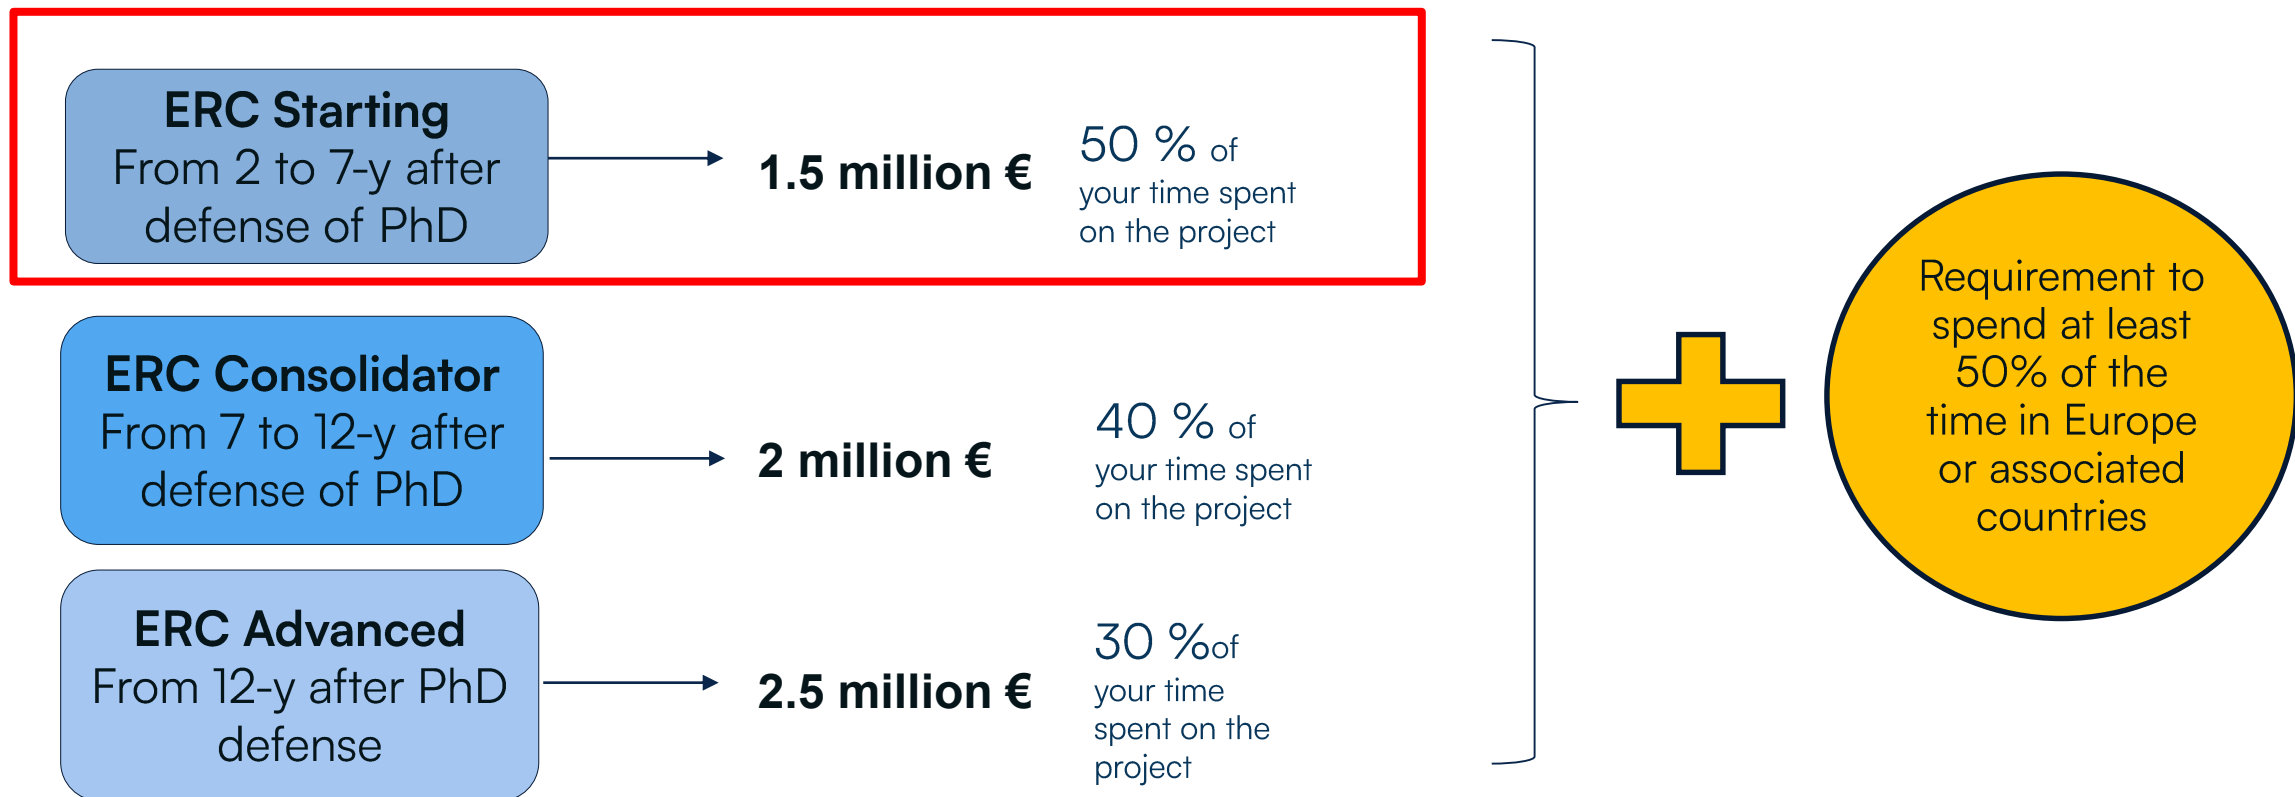 ERC Starting
From 2 to 7-y after
defense of PhD
1.5 million €
50 % of
your time spent
on the project
ERC Consolidator
From 7 to 12-y after
defense of PhD
2 million €
40 % of
your time spent
on the project
ERC Advanced
From 12-y after PhD
defense
2.5 million €
30 %of
your time
spent on the
project
Requirement to
spend at least
50% of the
time in Europe
or associated
countries